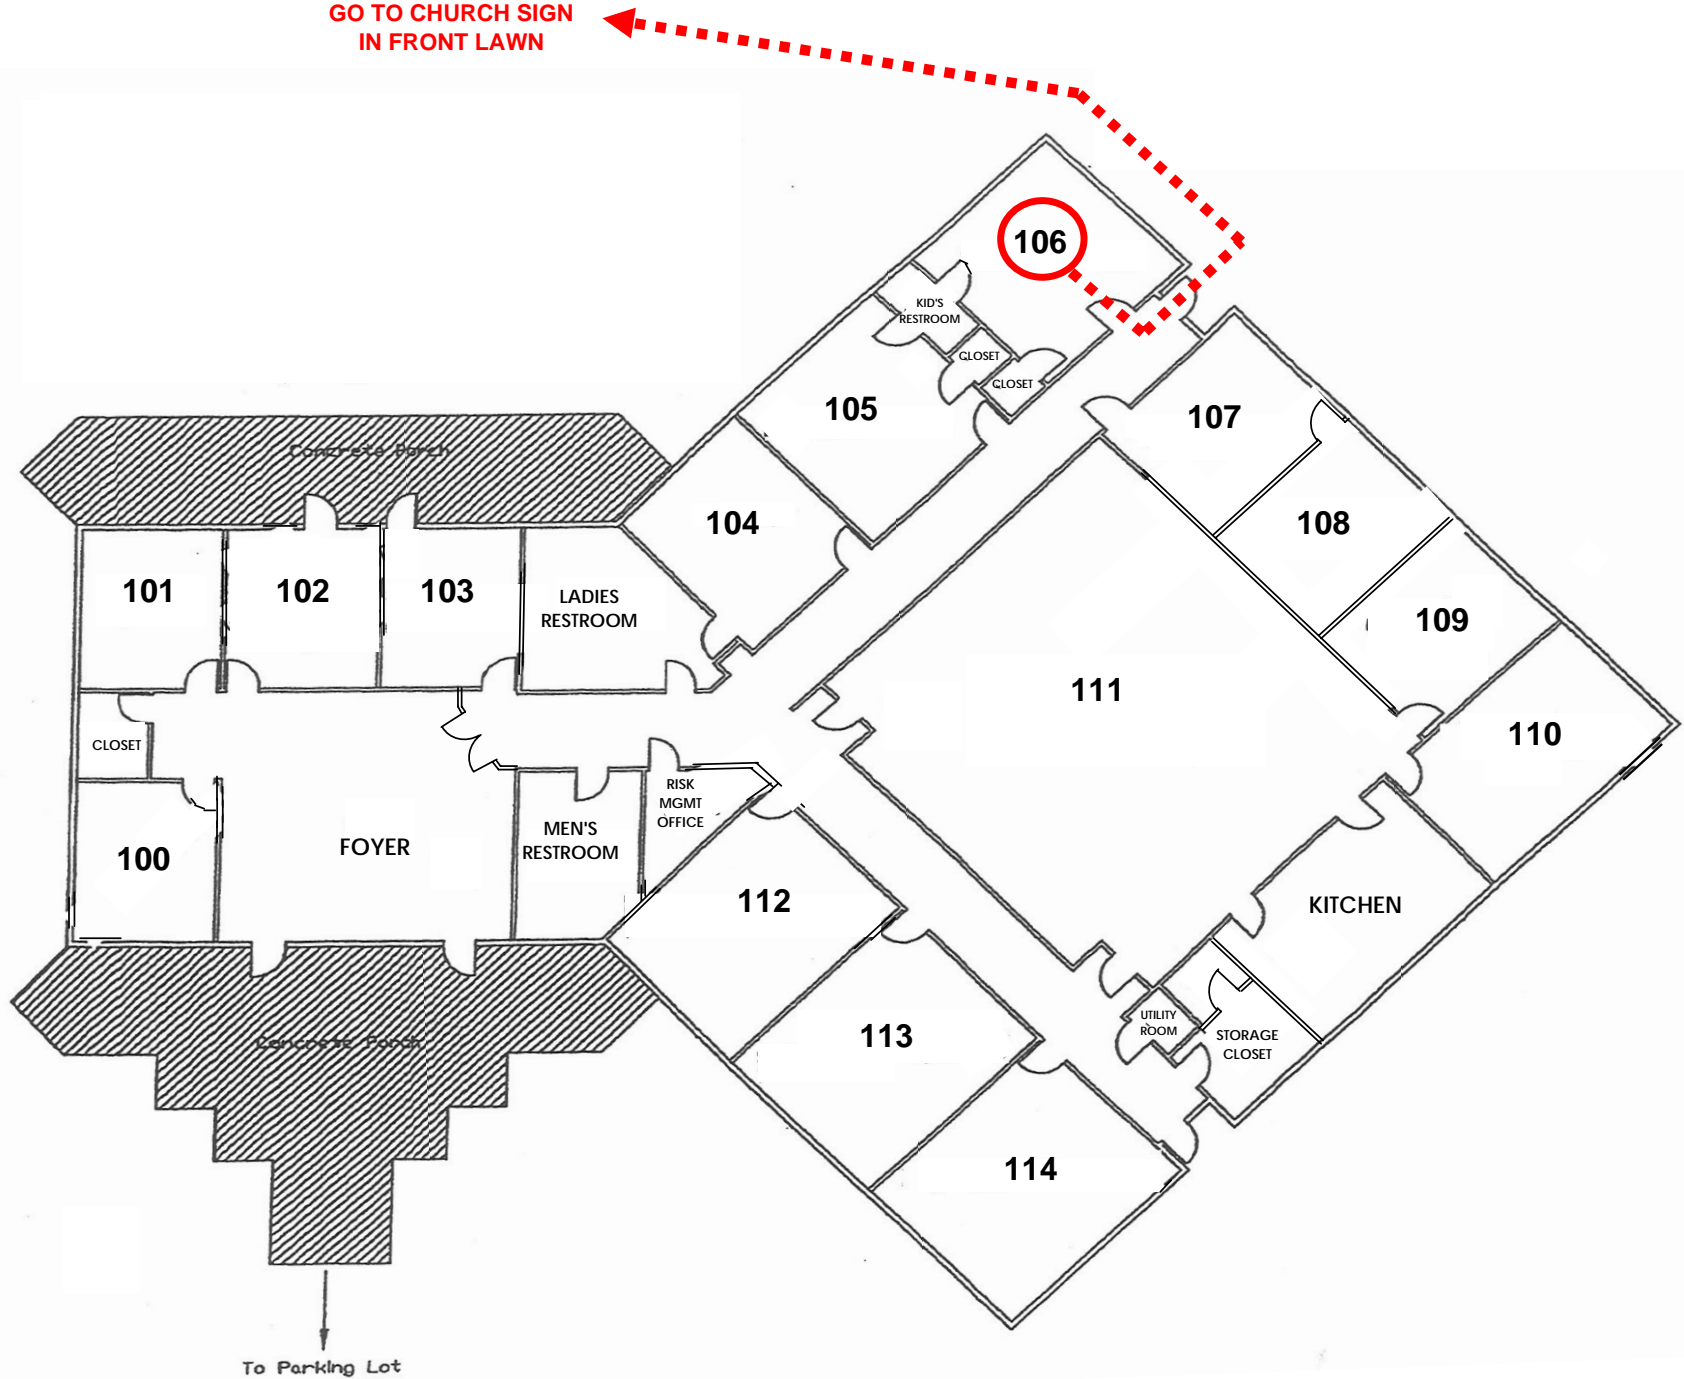 GO TO CHURCH SIGN
IN FRONT LAWN
106
KID'S
RESTROOM
CLOSET
CLOSET
105
107
Concrete Porch
104
108
101
102
103
LADIES
RESTROOM
109
111
110
CLOSET
RISK
MGMT
OFFICE
100
FOYER
MEN'S
RESTROOM
112
KITCHEN
113
UTILITY
ROOM
STORAGE
CLOSET
Concrete Porch
114
To Parking Lot